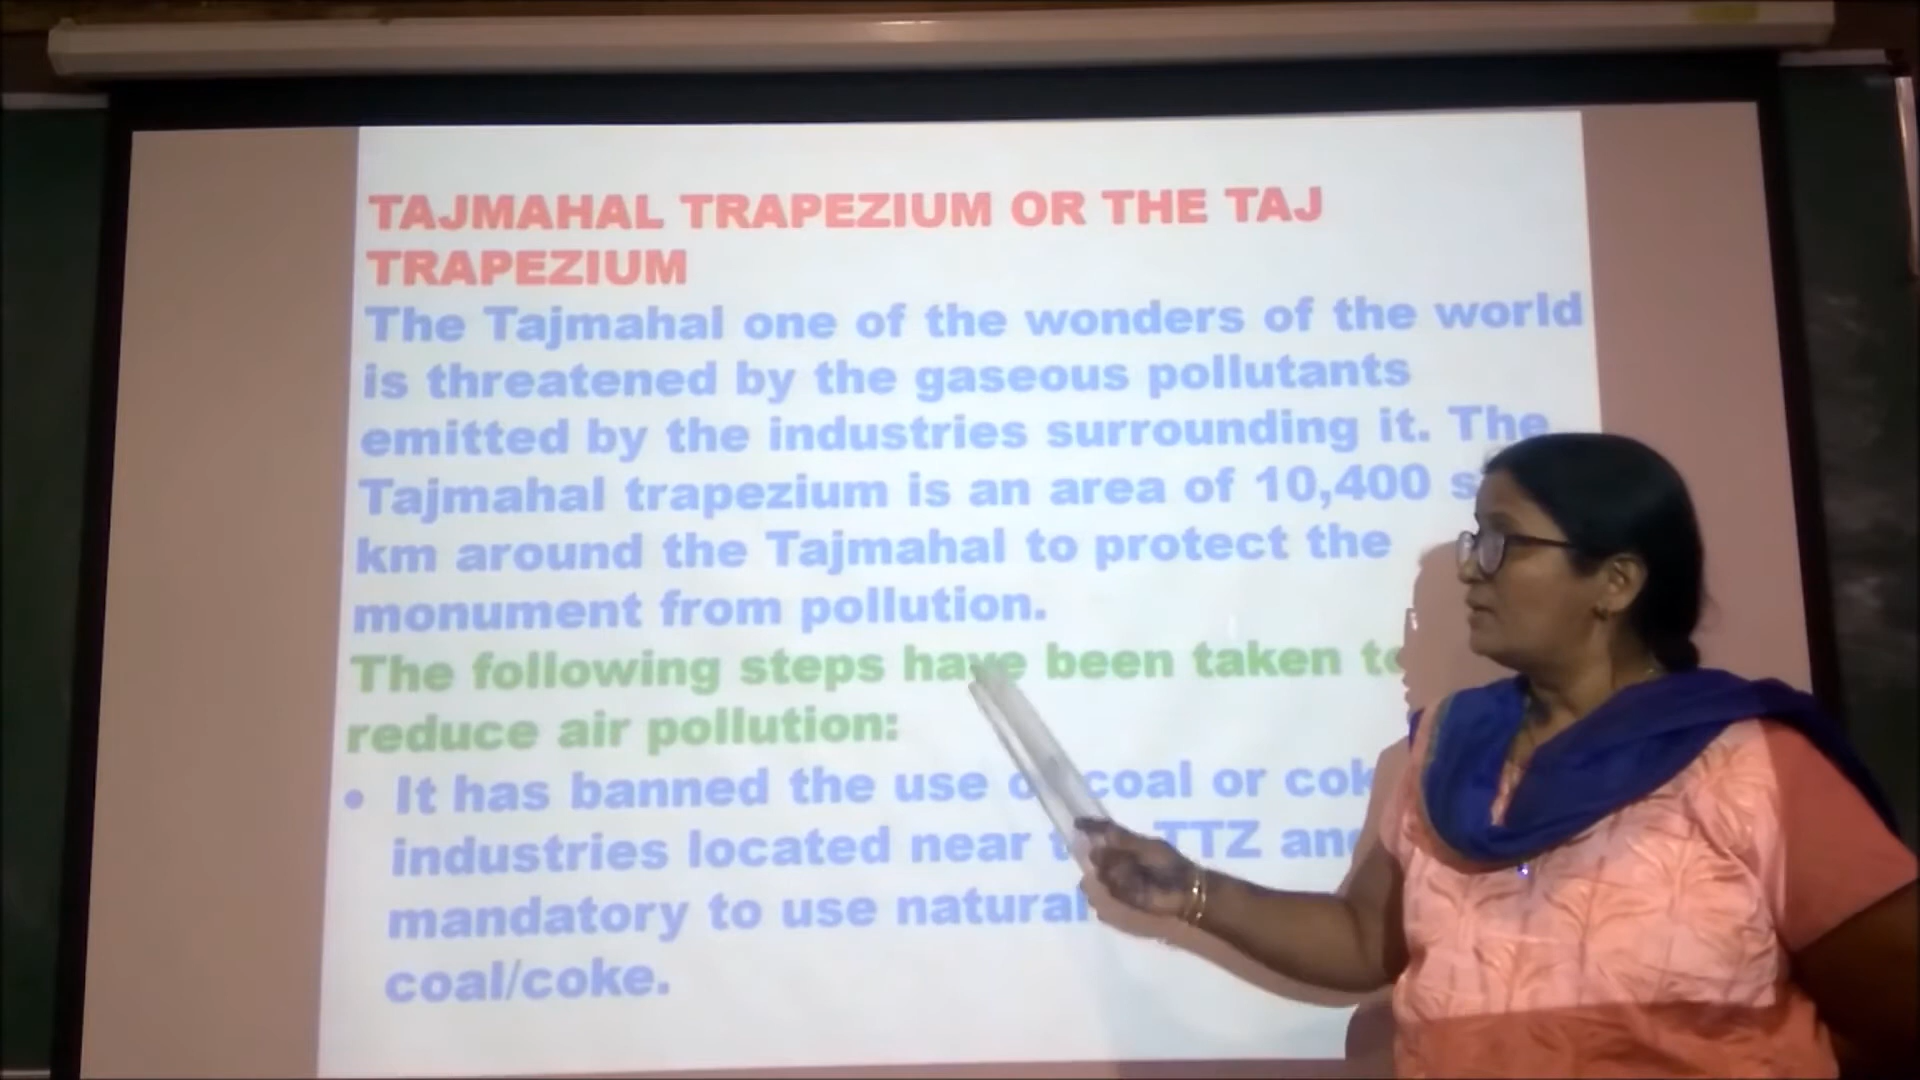 TAJMAHAL TRAPEZIUM OR THE TAJ
TRAPEZIUM
The Tajmahal one of the wonders of the world
is threatened by the gaseous pollutants
emitted by the industries surrounding it. The
Tajmahal trapezium is an area of 10,400
km around the Tajmahal to protect the
monument from pollution.
The following steps have been taken to
reduce air pollution:
• It has banned the use coal or
industries located near TTZ and
mandatory to use natural
coal/coke.